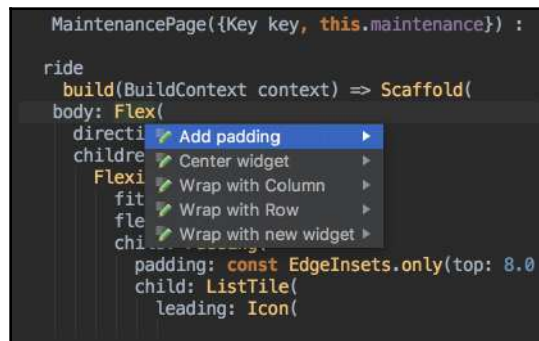 MaintenancePage({Key key, this.maintenance}) :
ride
build(BuildContext context) => Scaffold(
body: Flex(
directi
Add padding
childre
Center widget
Flexi
Wrap with Column
fit
Wrap with Row
fle
Wrap with new widget
chi
padding: const EdgeInsets.only(top: 8.0
child: ListTile(
leading: Icon(